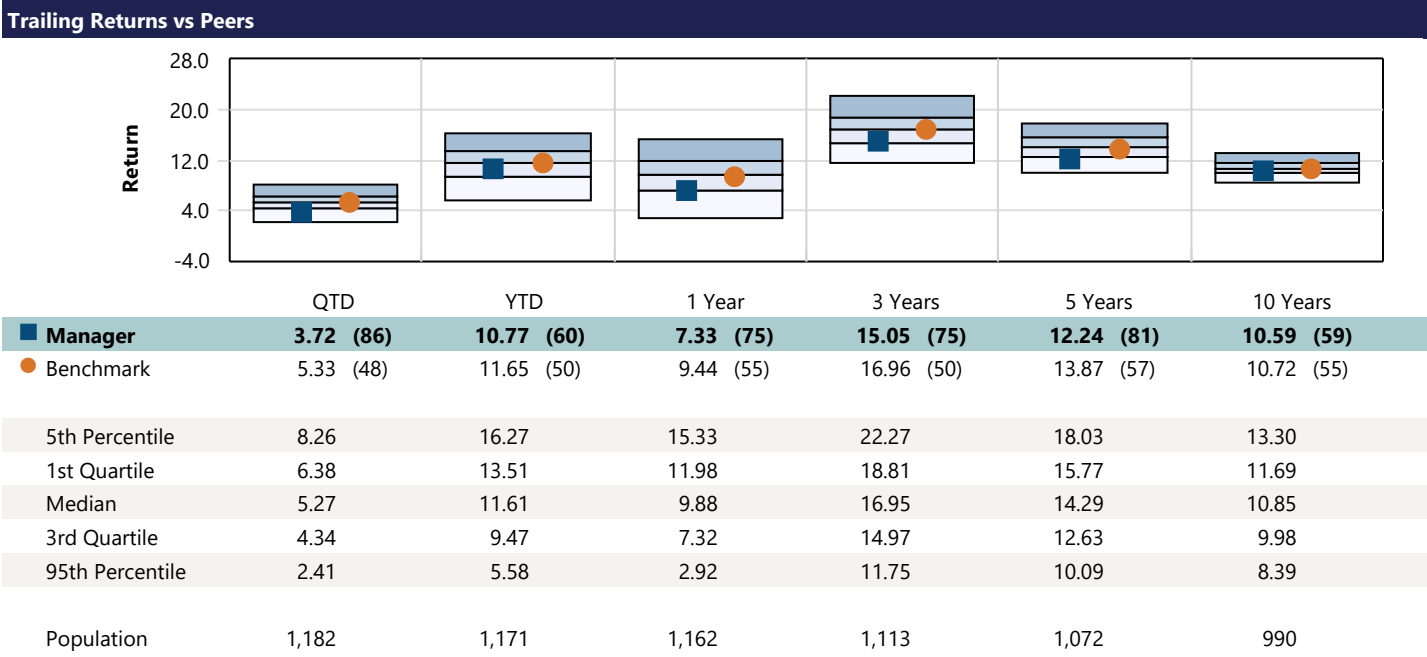 Trailing Returns vs Peers
28.0
20.0
12.0
4.0
-4.0
Return
QTD YTD 1 Year 3 Years 5 Years 10 Years
Manager 3.72 (86) 10.77 (60) 7.33 (75) 15.05 (75) 12.24 (81) 10.59 (59)
Benchmark 5.33 (48) 11.65 (50) 9.44 (55) 16.96 (50) 13.87 (57) 10.72 (55)
5th Percentile 8.26 16.27 15.33 22.27 18.03 13.30
1st Quartile 6.38 13.51 11.98 18.81 15.77 11.69
Median 5.27 11.61 9.88 16.95 14.29 10.85
3rd Quartile 4.34 9.47 7.32 14.97 12.63 9.98
95th Percentile 2.41 5.58 2.92 11.75 10.09 8.39
Population 1,182 1,171 1,162 1,113 1,072 990